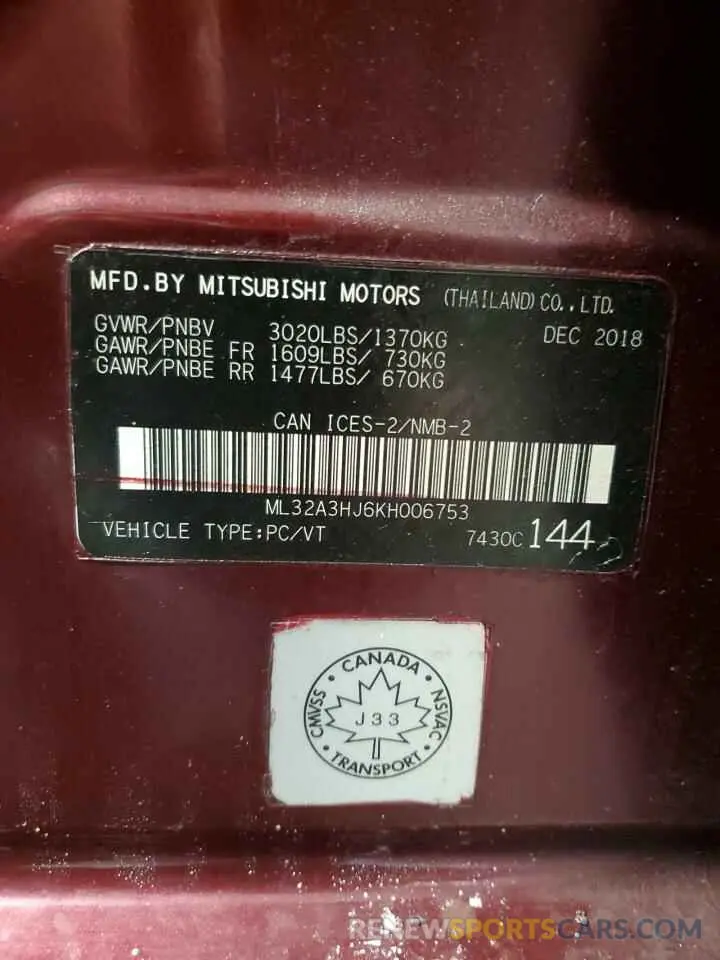 MFD.BY MITSUBISHI MOTORS (THAILAND) CO., LTD.
GVWR/PNBV 3020LBS/1370KG DEC 2018
GAWR/PNBE FR 1609LBS/ 730KG
GAWR/PNBE RR 1477LBS/ 670KG
CAN ICES-2/NMB-2
ML32A3HJ6KH006753
VEHICLE TYPE:PC/VT 7430C 144
CANADA
CMVSS NSVAC
J33
TRANSPORT
RENEWSPORTSCARS.COM